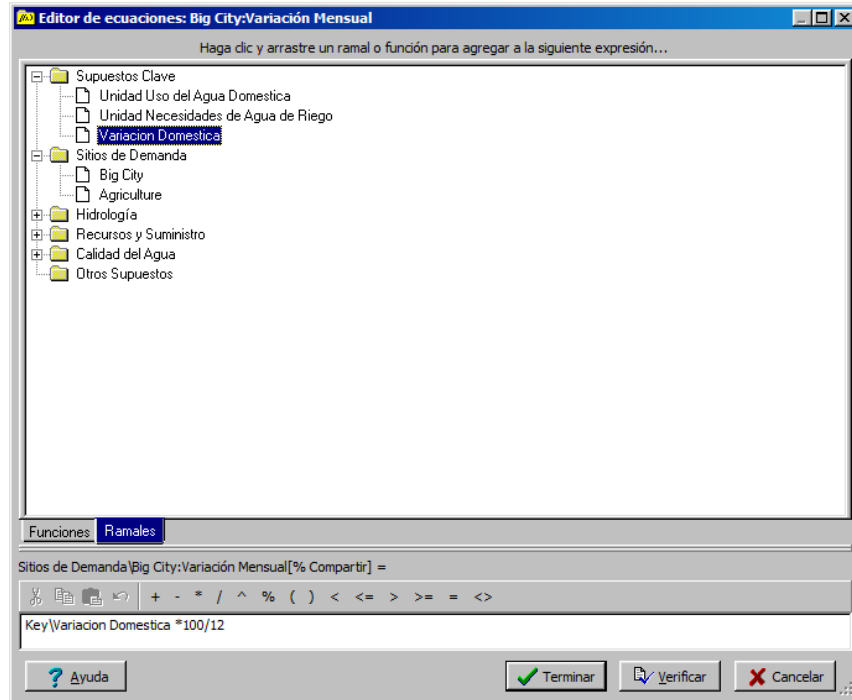 Editor de ecuaciones: Big City:Variación Mensual
Haga clic y arrastre un ramal o función para agregar a la siguiente expresión...
Supuestos Clave
Unidad Uso del Agua Domestica
Unidad Necesidades de Agua de Riego
Variacion Domestica
Sitios de Demanda
Big City
Agriculture
Hidrología
Recursos y Suministro
Calidad del Agua
Otros Supuestos
Funciones Ramales
Sitios de Demanda\Big City:Variación Mensual[% Compartir] =
+ - * / ^ % ( ) < <= > >= = <>
Key\Variacion Domestica *100/12
? Ayuda Terminar Verificar Cancelar